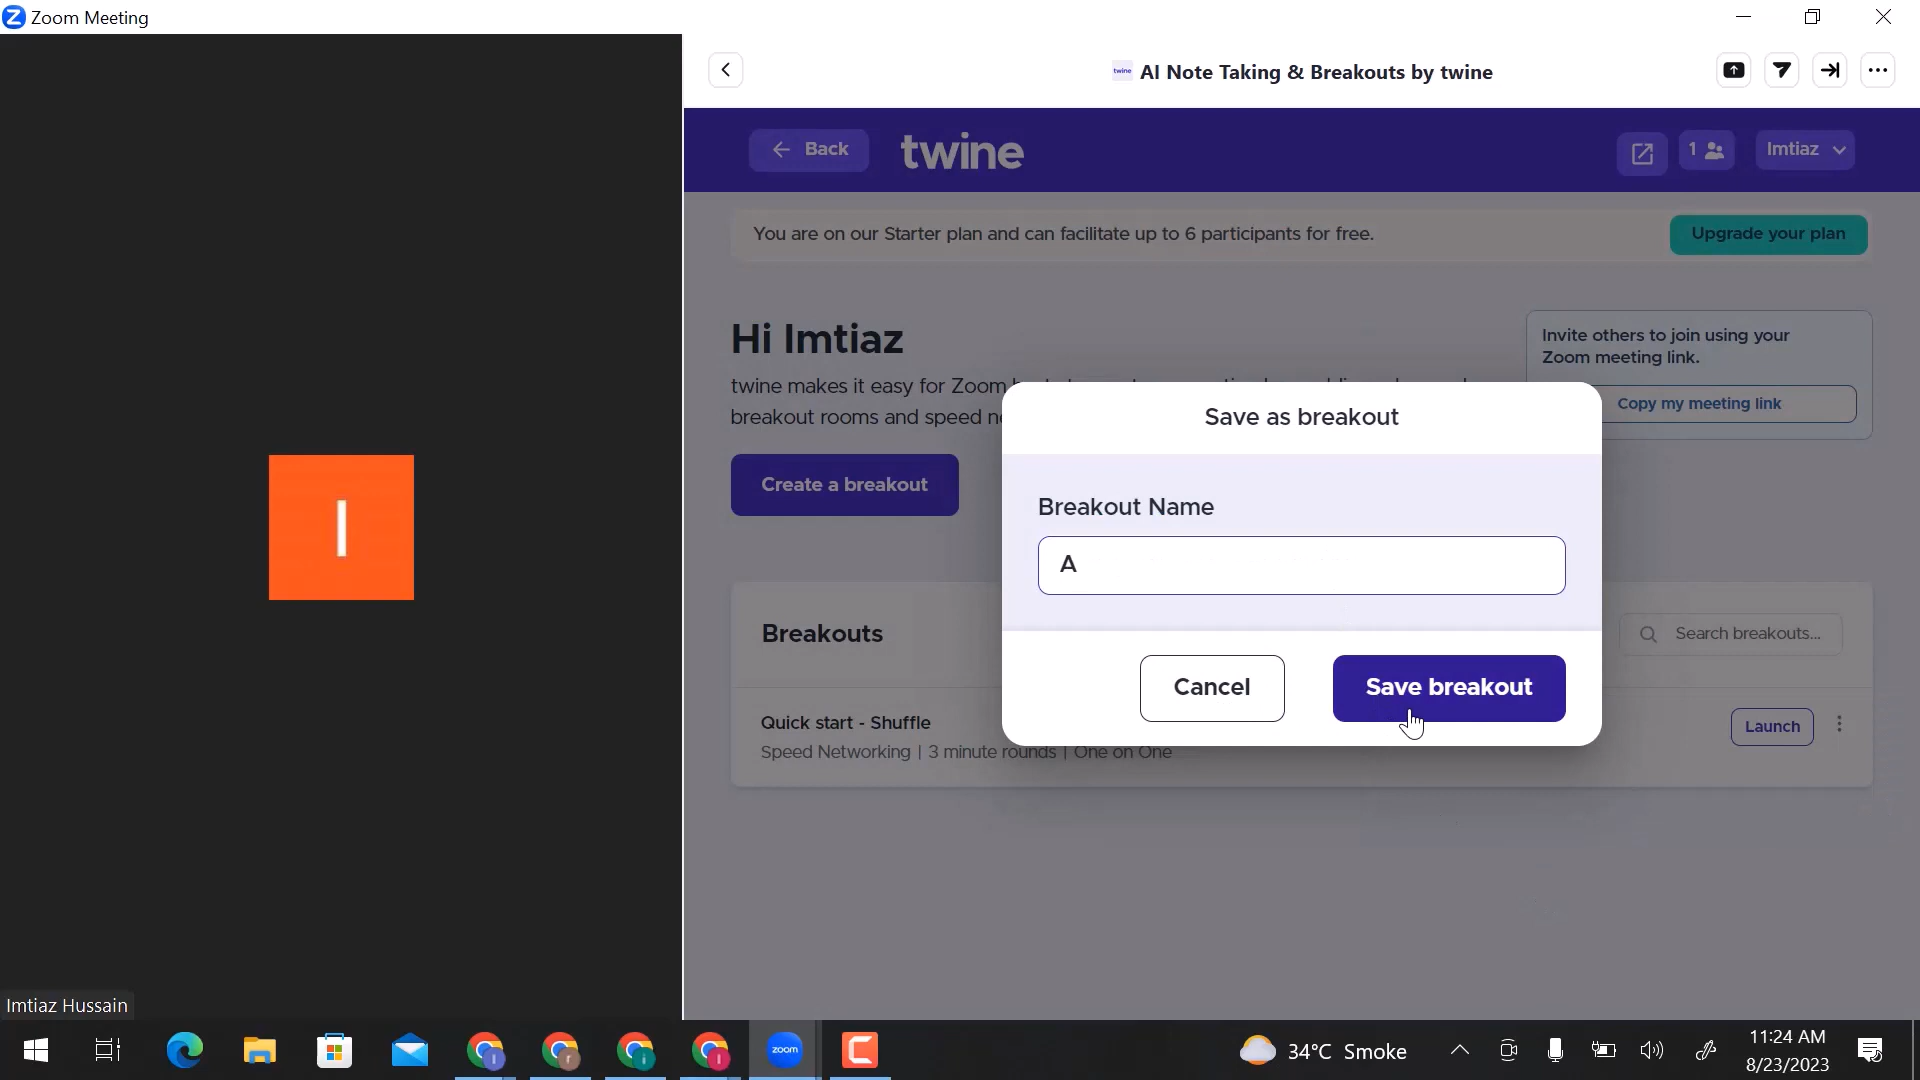 Zoom Meeting
twine AI Note Taking & Breakouts by twine
Back
twine
1
Imtiaz
You are on our Starter plan and can facilitate up to 6 participants for free.
Upgrade your plan
Hi Imtiaz
twine makes it easy for Zoom
breakout rooms and speed
Invite others to join using your
Zoom meeting link.
Copy my meeting link
Create a breakout
Save as breakout
Breakout Name
A
Cancel
Save breakout
Breakouts
Search breakouts...
Quick start - Shuffle
Speed Networking | 3 minute rounds | One on One
Launch
I
Imtiaz Hussain
zoom
34°C Smoke
11:24 AM
8/23/2023